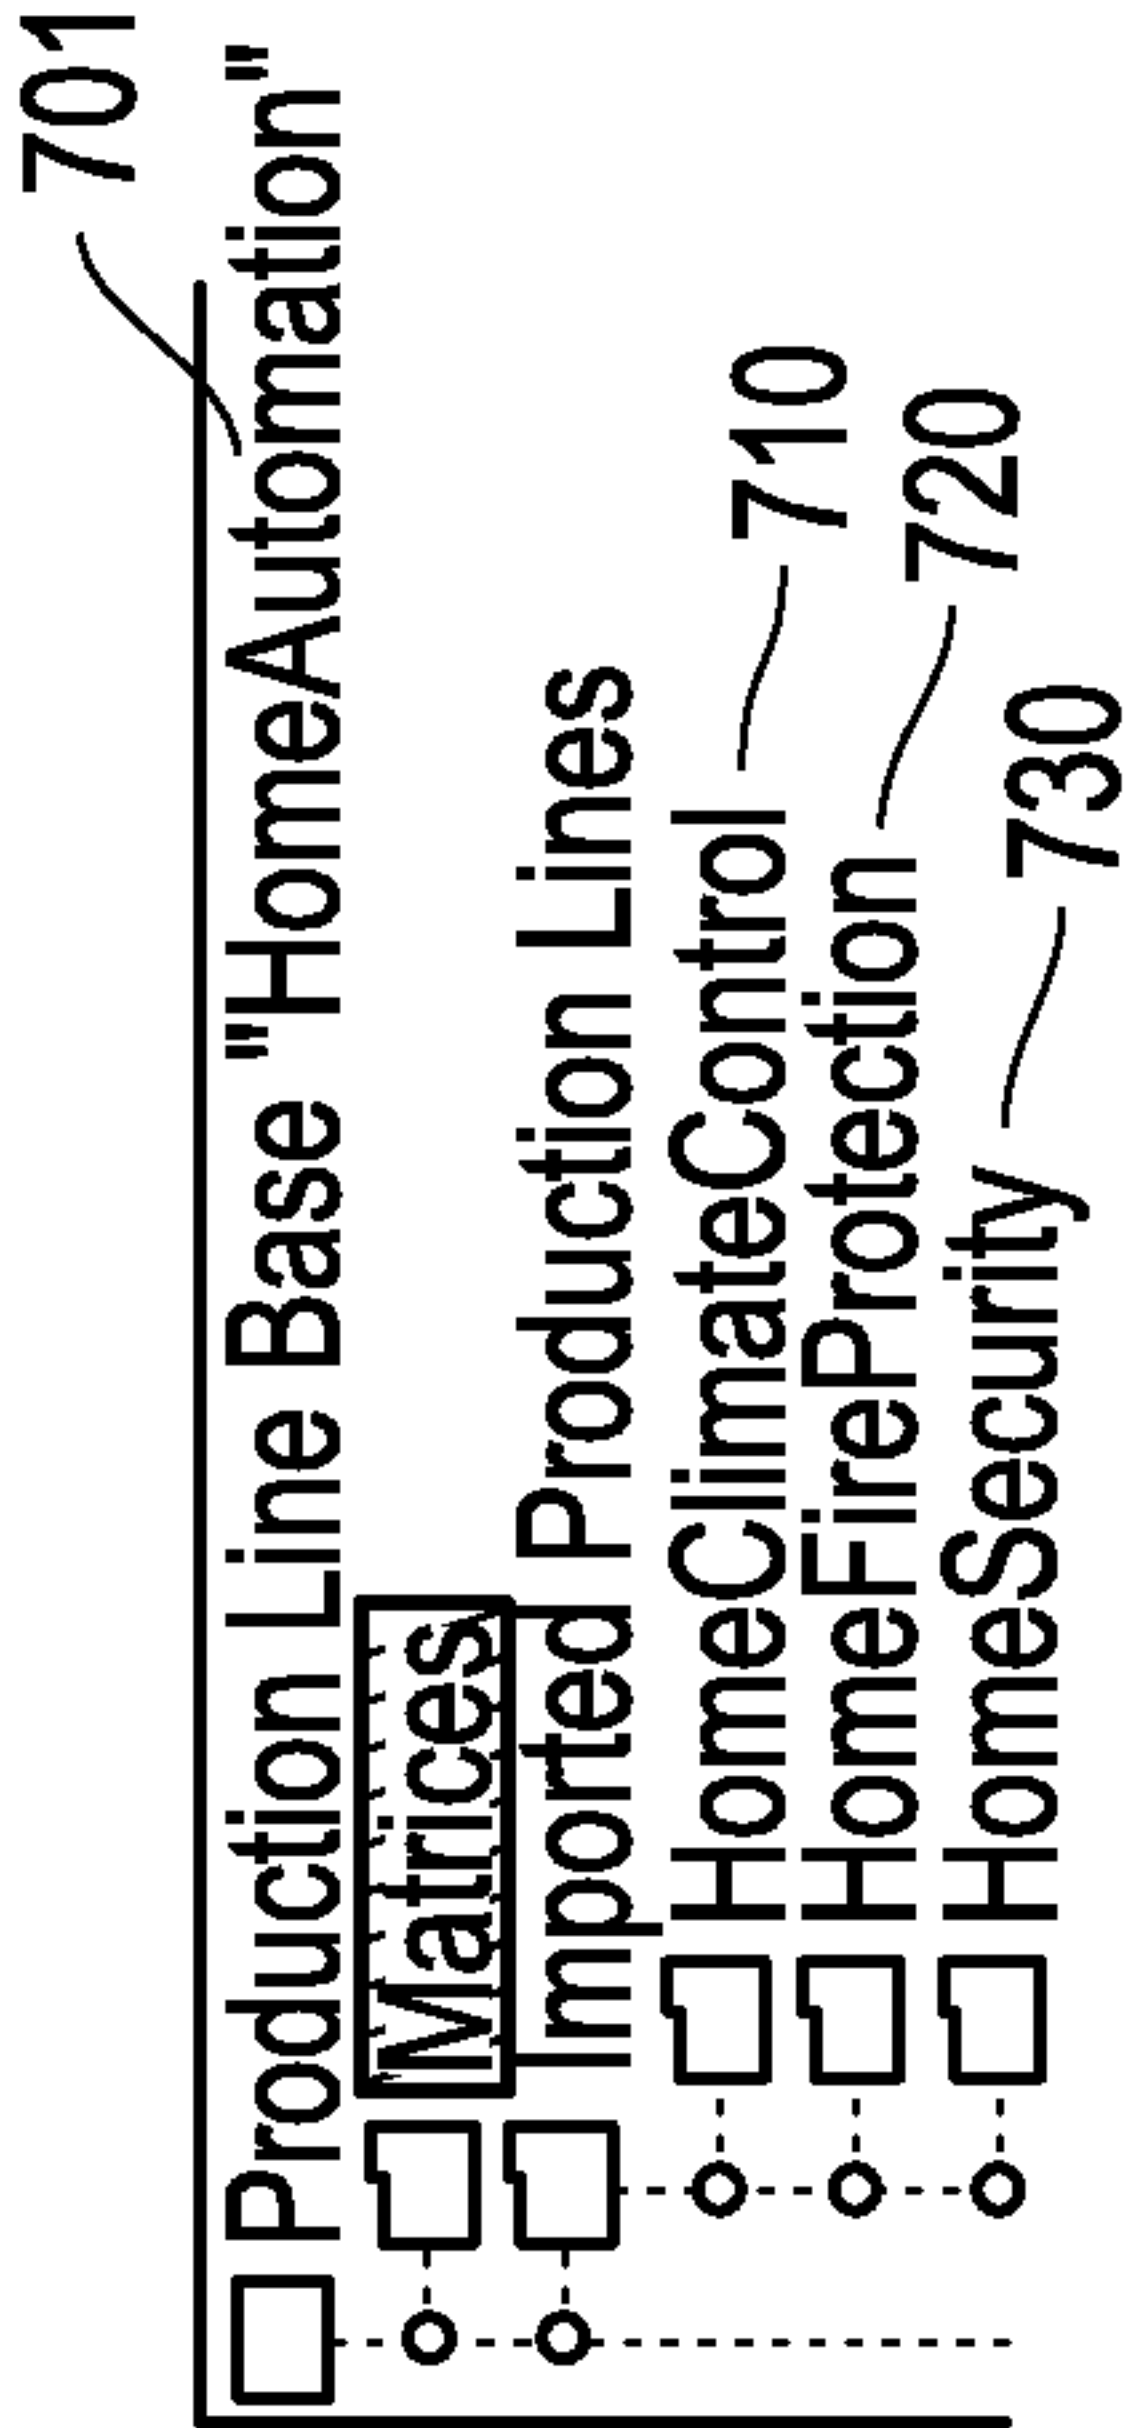 701
Production Line Base "HomeAutomation"
Matrices
Imported Production Lines
HomeClimateControl 710
HomeFireProtection 720
HomeSecurity 730